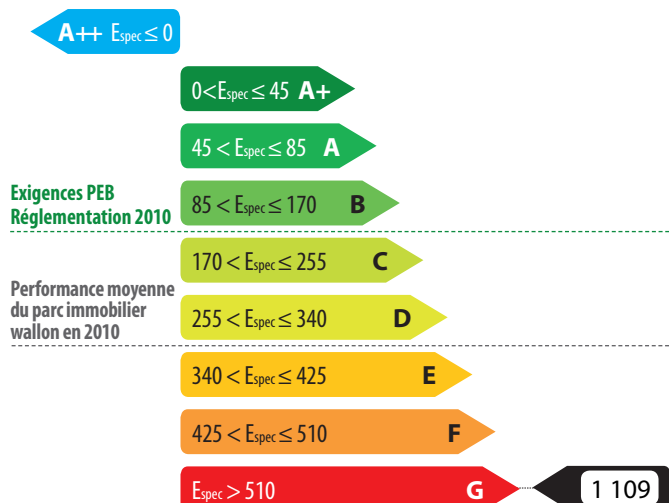 A++ Espec ≤ 0
0<Espec ≤ 45 A+
45 < Espec ≤ 85 A
Exigences PEB
Réglementation 2010
85 < Espec ≤ 170 B
170 < Espec ≤ 255 C
Performance moyenne
du parc immobilier
wallon en 2010
255 < Espec ≤ 340 D
340 < Espec ≤ 425 E
425 < Espec ≤ 510 F
Espec > 510 G 1 109